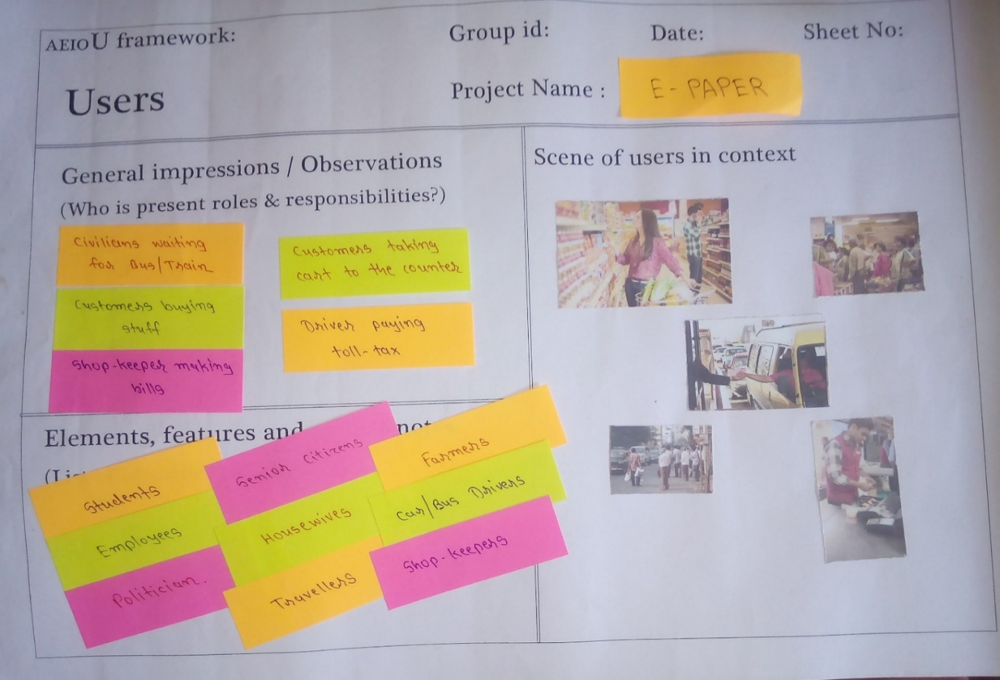 AEIOU framework:
Group id:
Date:
Sheet No:
Users
Project Name :
E- PAPER
General impressions / Observations
(Who is present roles & responsibilities?)
Civilians waiting
for Bus/Train
Customers buying
stuff
Shop-keeper making
bills
Customers taking
cart to the counter
Driver paying
toll-tax
Scene of users in context
Elements, features and
Students
Employees
Politician.
Senior Citizens
Housewives
Travellers
Farmers
Car/Bus Drivers
Shop-keepers